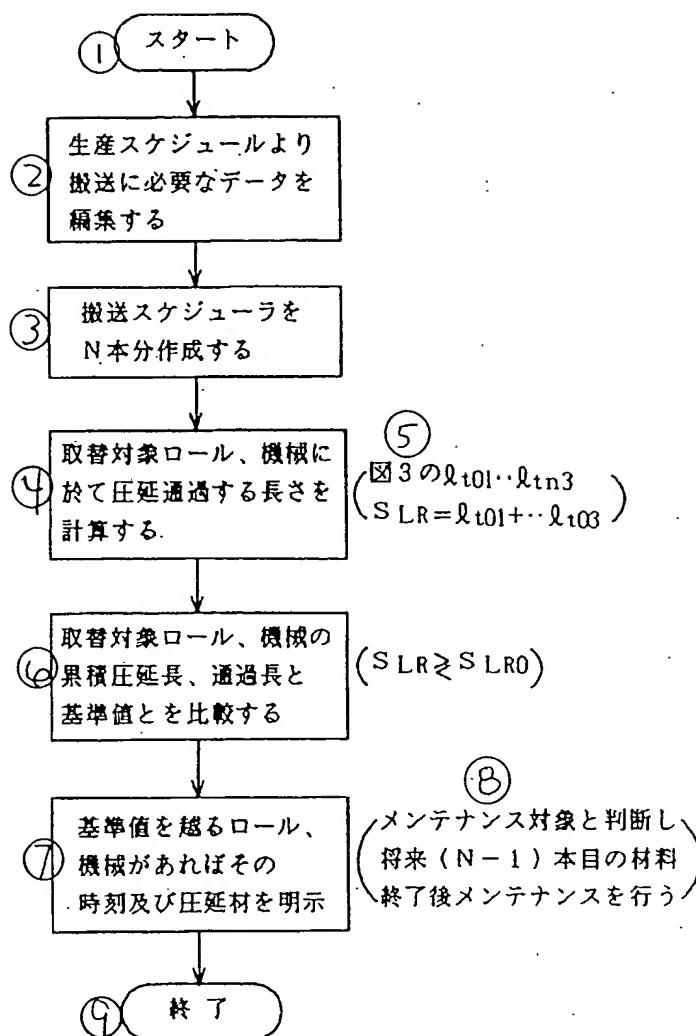 ① スタート
② 生産スケジュールより
搬送に必要なデータを
編集する
③ 搬送スケジューラを
N本分作成する
④ 取替対象ロール、機械に
於て圧延通過する長さを
計算する.
⑤
(図3のℓt01‥ℓtn3
SLR=ℓt01+‥ℓt03)
⑥ 取替対象ロール、機械の
累積圧延長、通過長と
基準値とを比較する
(SLR≷SLR0)
⑦ 基準値を越るロール、
機械があればその
時刻及び圧延材を明示
⑧
(メンテナンス対象と判断し
将来(N-1)本目の材料
終了後メンテナンスを行う)
⑨ 終了